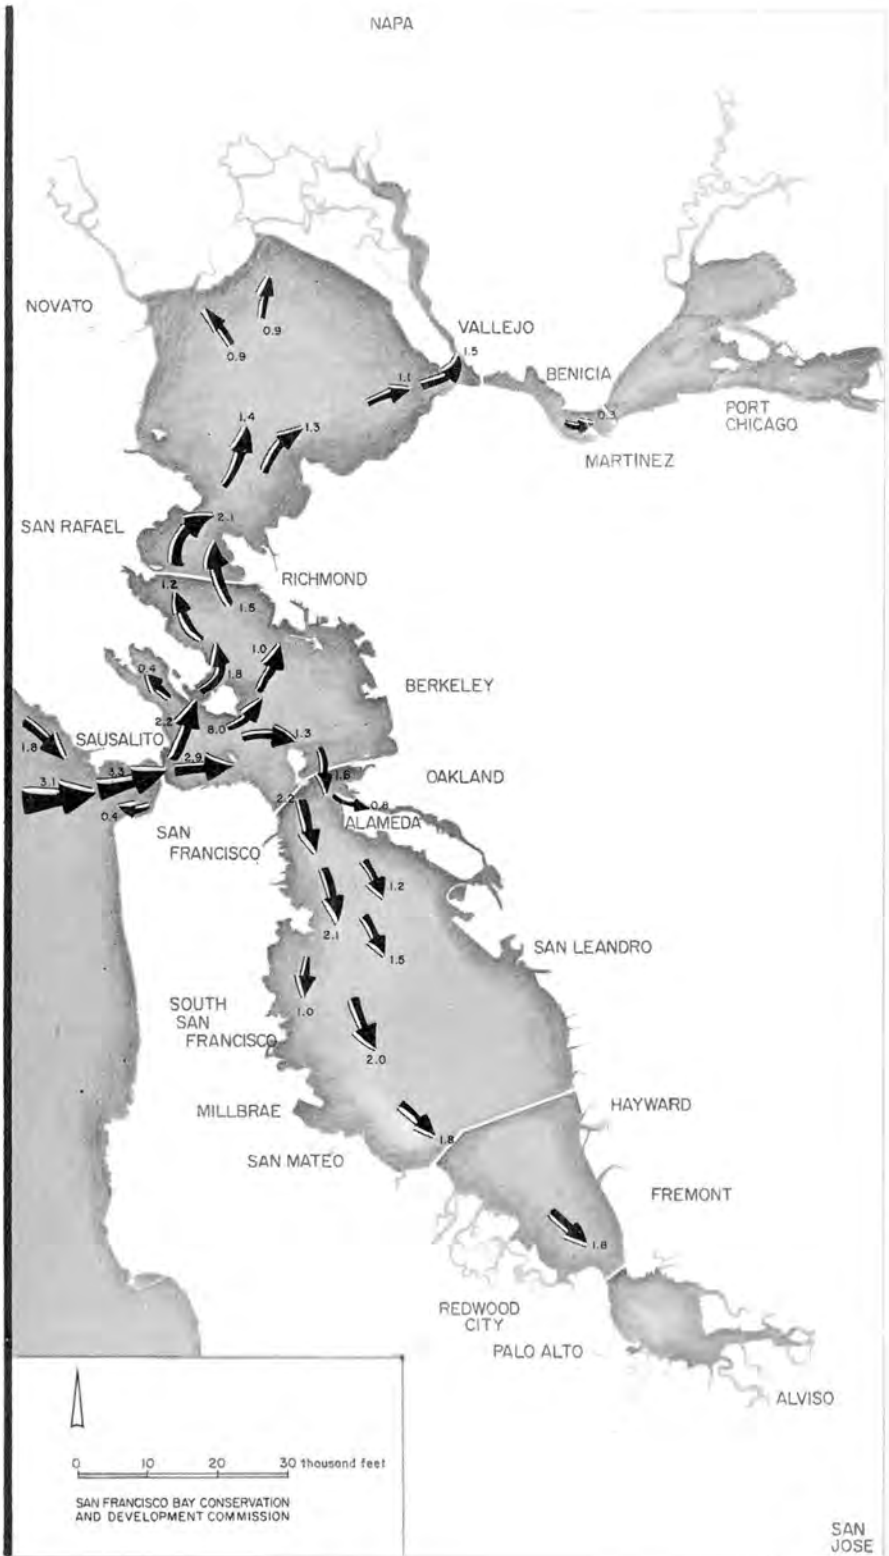 NAPA
NOVATO
0.9
0.9
VALLEJO
1.5
1.1
BENICIA
0.3
PORT
CHICAGO
MARTINEZ
1.4
1.3
SAN RAFAEL
2.1
1.2
RICHMOND
1.5
1.0
0.4
1.8
BERKELEY
2.2
8.0
1.8
SAUSALITO
1.3
2.9
3.1
3.3
1.6
OAKLAND
2.2
0.8
0.4
ALAMEDA
SAN
FRANCISCO
1.2
2.1
SAN LEANDRO
1.5
SOUTH
SAN
FRANCISCO
1.0
2.0
MILLBRAE
HAYWARD
1.8
SAN MATEO
FREMONT
1.8
REDWOOD
CITY
PALO ALTO
ALVISO
0 10 20 30 thousand feet
SAN FRANCISCO BAY CONSERVATION
AND DEVELOPMENT COMMISSION
SAN
JOSE